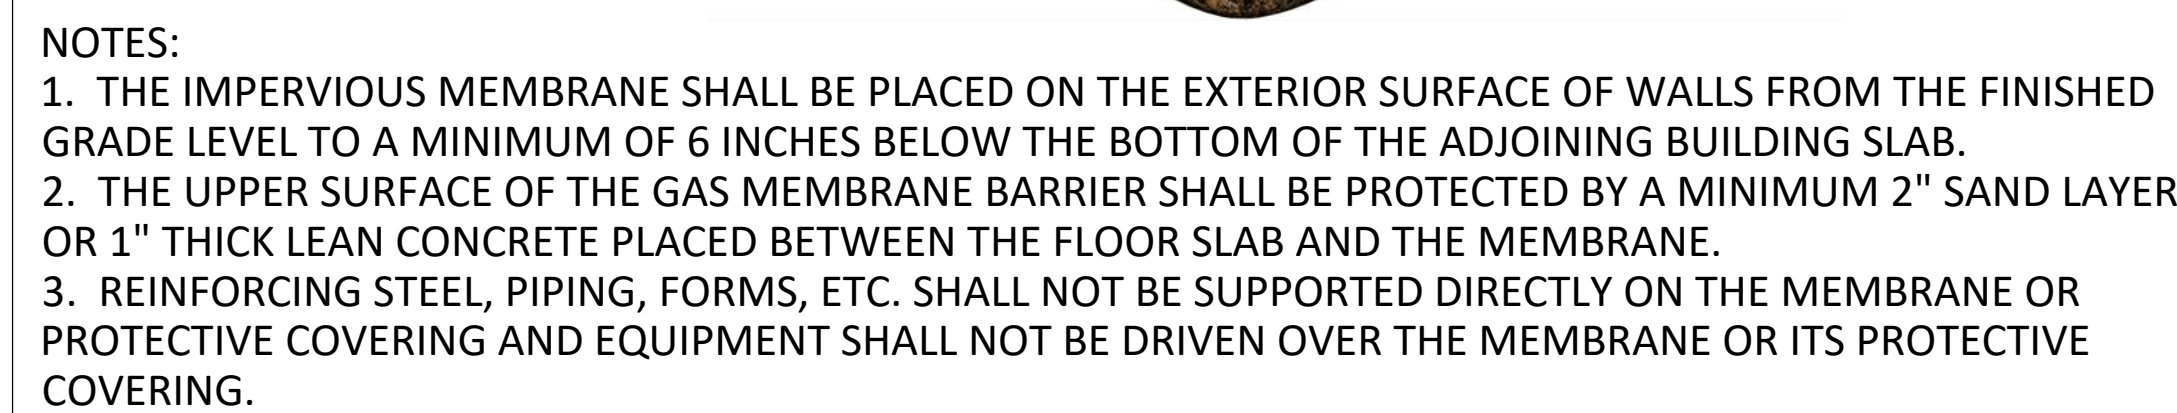 NOTES:
1. THE IMPERVIOUS MEMBRANE SHALL BE PLACED ON THE EXTERIOR SURFACE OF WALLS FROM THE FINISHED
GRADE LEVEL TO A MINIMUM OF 6 INCHES BELOW THE BOTTOM OF THE ADJOINING BUILDING SLAB.
2. THE UPPER SURFACE OF THE GAS MEMBRANE BARRIER SHALL BE PROTECTED BY A MINIMUM 2" SAND LAYER
OR 1" THICK LEAN CONCRETE PLACED BETWEEN THE FLOOR SLAB AND THE MEMBRANE.
3. REINFORCING STEEL, PIPING, FORMS, ETC. SHALL NOT BE SUPPORTED DIRECTLY ON THE MEMBRANE OR
PROTECTIVE COVERING AND EQUIPMENT SHALL NOT BE DRIVEN OVER THE MEMBRANE OR ITS PROTECTIVE
COVERING.